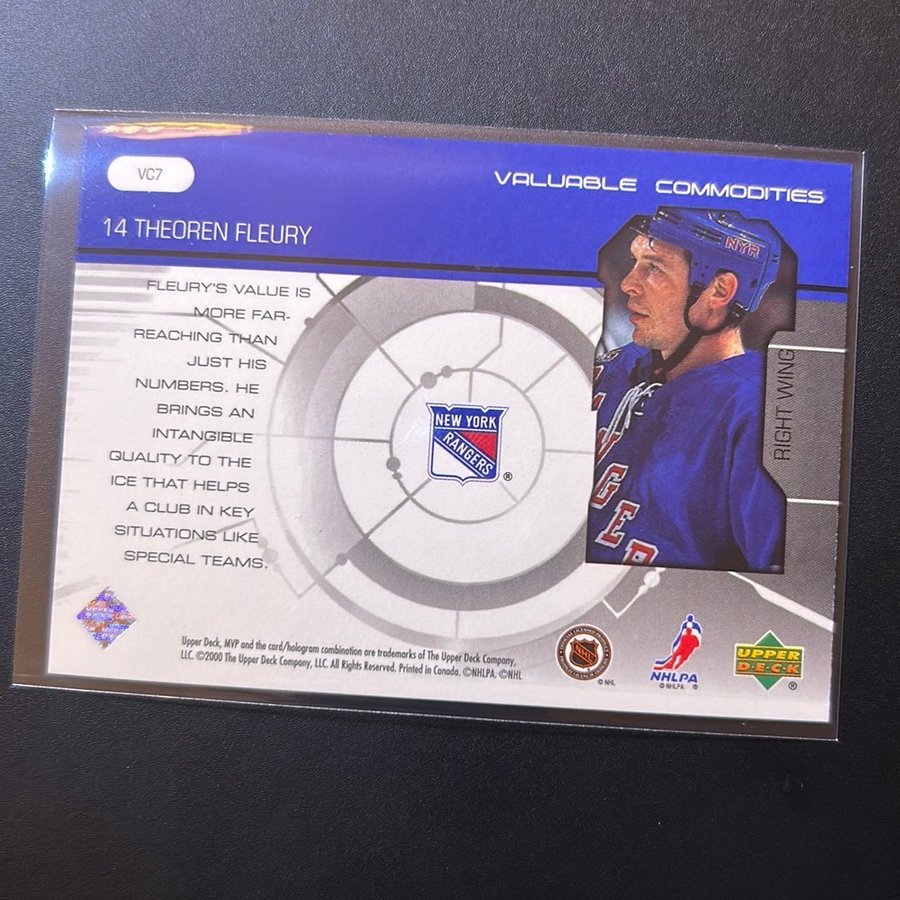 VC7
VALUABLE COMMODITIES
14 THEOREN FLEURY
NYR
FLEURY'S VALUE IS
MORE FAR-
REACHING THAN
JUST HIS
NUMBERS. HE
BRINGS AN
INTANGIBLE
QUALITY TO THE
ICE THAT HELPS
A CLUB IN KEY
SITUATIONS LIKE
SPECIAL TEAMS.
NEW YORK
RANGERS
®
RIGHT WING
Upper Deck, MVP and the card/hologram combination are trademarks of The Upper Deck Company,
LLC. ©2000 The Upper Deck Company, LLC. All Rights Reserved. Printed in Canada. ©NHLPA. ©NHL
NHL
© NHL
NHLPA
© NHLPA ®
UPPER
DECK
®